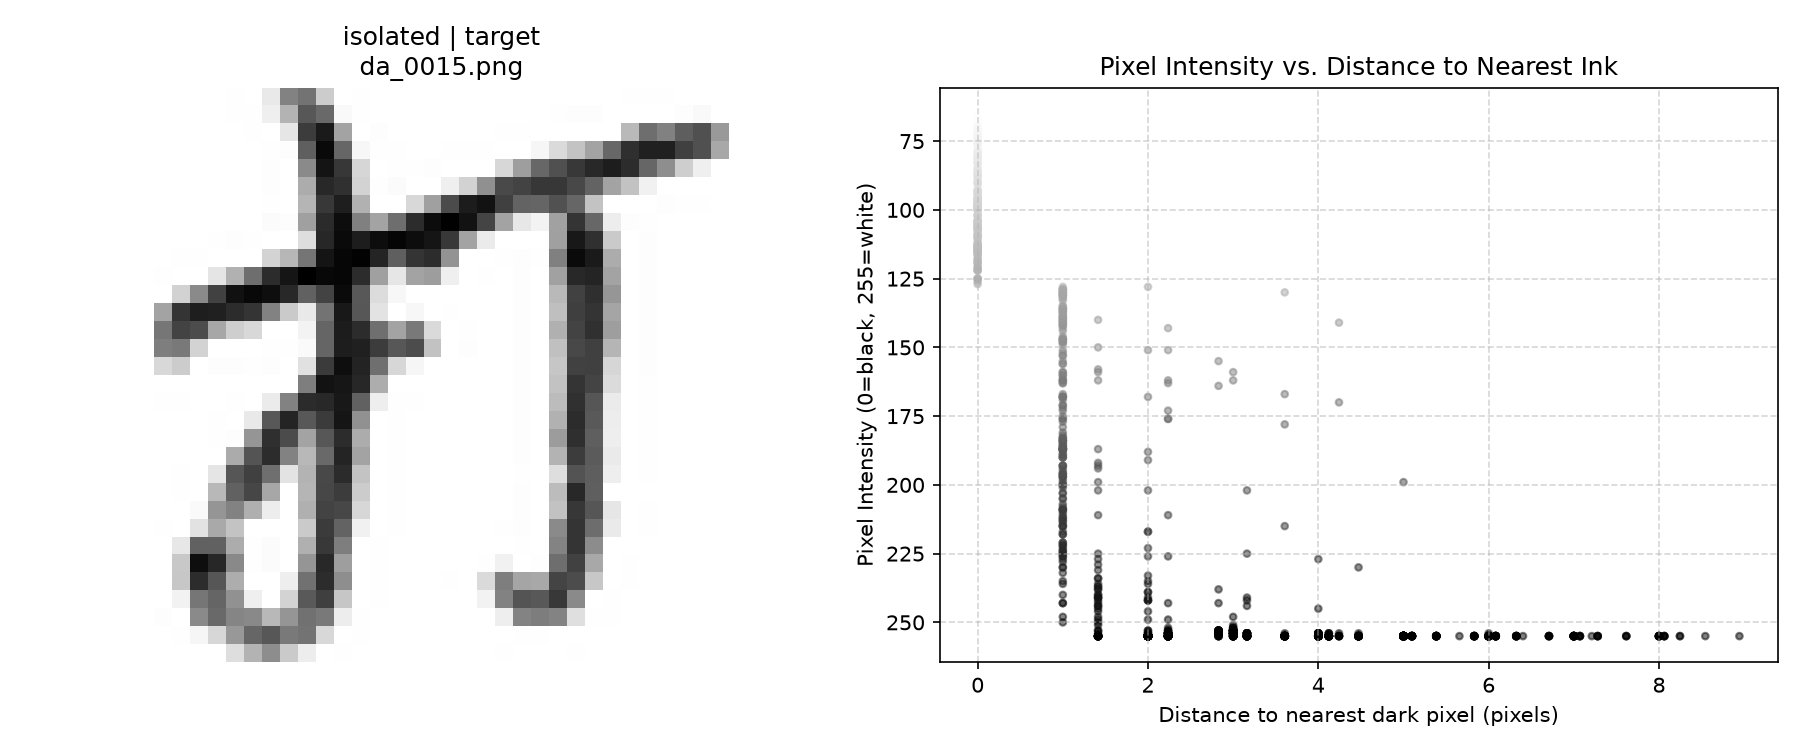 isolated | target
da_0015.png
Pixel Intensity vs. Distance to Nearest Ink
Pixel Intensity (0=black, 255=white)
75
100
125
150
175
200
225
250
0 2 4 6 8
Distance to nearest dark pixel (pixels)